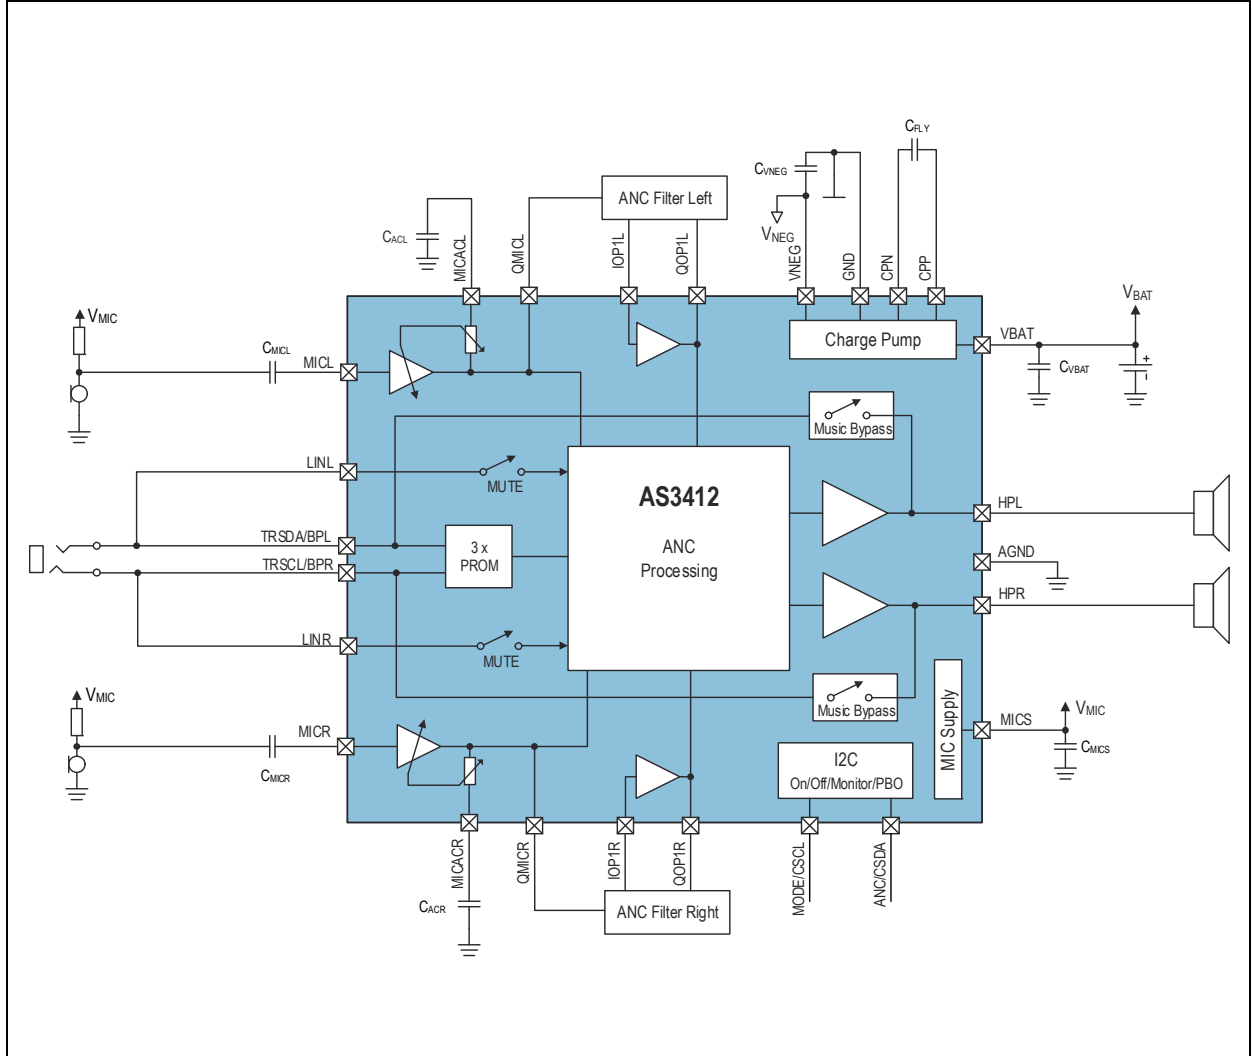 CFLY
CVNEG
ANC Filter Left
VNEG
CACL
MICACL
QMICL
IOP1L
QOP1L
VNEG
GND
CPN
CPP
VBAT
VMIC
Charge Pump
VBAT
CMICL
MICL
CVBAT
+
-
Music Bypass
LINL
MUTE
AS3412
HPL
TRSDA/BPL
3 x
PROM
ANC
Processing
AGND
TRSCL/BPR
HPR
LINR
MUTE
VMIC
Music Bypass
MIC Supply
VMIC
MICR
MICS
CMICS
CMICR
I2C
On/Off/Monitor/PBO
MICACR
QMICR
IOP1R
QOP1R
MODE/CSCL
ANC/CSDA
CACR
ANC Filter Right